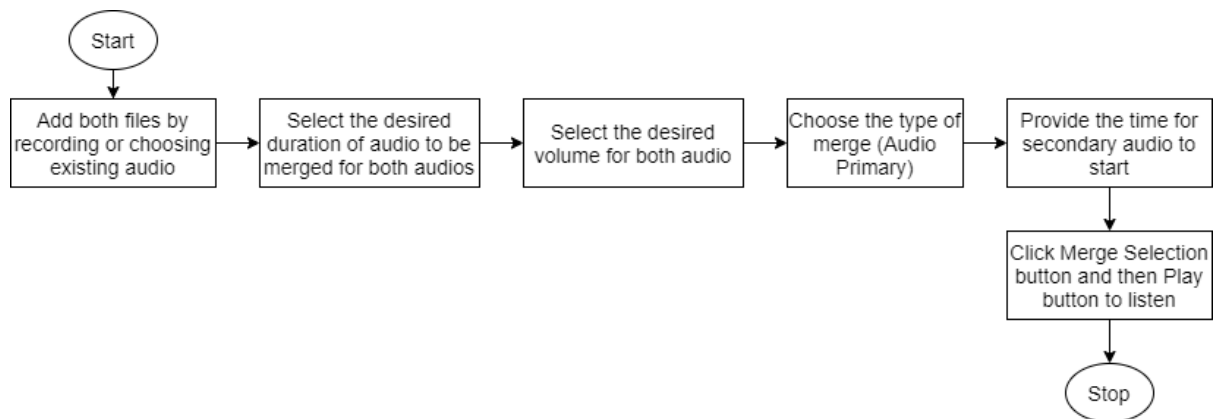 Start
Add both files by
recording or choosing
existing audio
Select the desired
duration of audio to be
merged for both audios
Select the desired
volume for both audio
Choose the type of
merge (Audio
Primary)
Provide the time for
secondary audio to
start
Click Merge Selection
button and then Play
button to listen
Stop